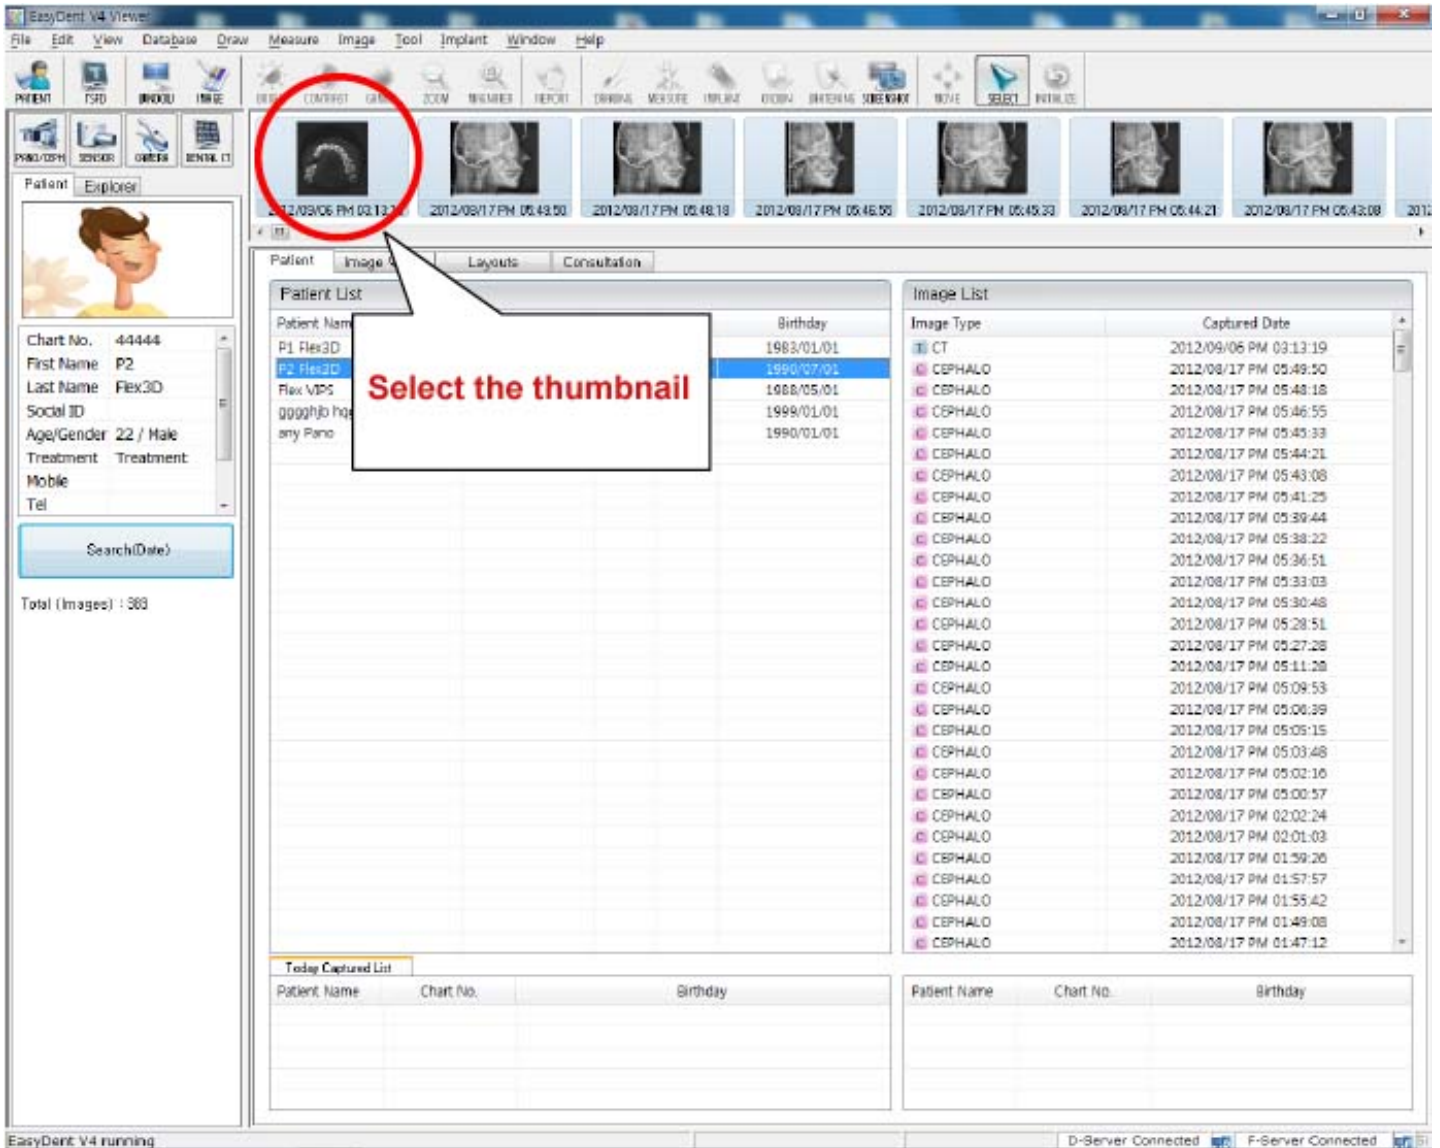 EasyDent V4 Viewer
File Edit View Database Draw Measure Image Tool Implant Window Help
PATIENT WINDOW IMAGE CONTRAST ZOOM REPORT DRAWING MEASURE IMPLANT WHITENING MOVE SELECT INITIALIZE
PANO/CEPH SENSOR CAMERA DENTAL CT
Patient Explorer
2012/09/06 PM 03:13:19 2012/08/17 PM 05:49:50 2012/08/17 PM 05:48:18 2012/08/17 PM 05:46:55 2012/08/17 PM 05:45:33 2012/08/17 PM 05:44:21 2012/08/17 PM 05:43:08 2012
Chart No. 44444
First Name P2
Last Name Flex3D
Social ID
Age/Gender 22 / Male
Treatment Treatment
Mobile
Tel
Search(Date)
Total (Images) :
Patient Image Layouts Consultation
Patient List
Patient Nam Birthday
P1 Flex3D 1983/01/01
P2 Flex3D 1990/07/01
Flex VIPS 1988/05/01
gggghjb 1999/01/01
any Pano 1990/01/01
Select the thumbnail
Image List
Image Type Captured Date
CT 2012/09/06 PM 03:13:19
C CEPHALO 2012/08/17 PM 05:49:50
C CEPHALO 2012/08/17 PM 05:48:18
C CEPHALO 2012/08/17 PM 05:46:55
C CEPHALO 2012/08/17 PM 05:45:33
C CEPHALO 2012/08/17 PM 05:44:21
C CEPHALO 2012/08/17 PM 05:43:08
C CEPHALO 2012/08/17 PM 05:41:25
C CEPHALO 2012/08/17 PM 05:39:44
C CEPHALO 2012/08/17 PM 05:38:22
C CEPHALO 2012/08/17 PM 05:36:51
C CEPHALO 2012/08/17 PM 05:33:03
C CEPHALO 2012/08/17 PM 05:30:48
C CEPHALO 2012/08/17 PM 05:28:51
C CEPHALO 2012/08/17 PM 05:27:28
C CEPHALO 2012/08/17 PM 05:11:28
C CEPHALO 2012/08/17 PM 05:09:53
C CEPHALO 2012/08/17 PM 05:06:39
C CEPHALO 2012/08/17 PM 05:05:15
C CEPHALO 2012/08/17 PM 05:03:48
C CEPHALO 2012/08/17 PM 05:02:16
C CEPHALO 2012/08/17 PM 05:00:57
C CEPHALO 2012/08/17 PM 02:02:24
C CEPHALO 2012/08/17 PM 02:01:03
C CEPHALO 2012/08/17 PM 01:59:26
C CEPHALO 2012/08/17 PM 01:57:57
C CEPHALO 2012/08/17 PM 01:55:42
C CEPHALO 2012/08/17 PM 01:49:08
C CEPHALO 2012/08/17 PM 01:47:12
Today Captured List
Patient Name Chart No. Birthday
Patient Name Chart No. Birthday
EasyDent V4 running D-Server Connected F-Server Connected